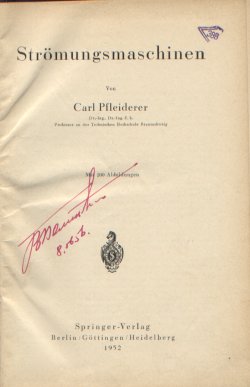 Strömungsmaschinen
Von
Carl Pfleiderer
Dr.-Ing. Dr.-Ing. E. h.
Professor an der Technischen Hochschule Braunschweig
Mit 300 Abbildungen
Springer-Verlag
Berlin / Göttingen / Heidelberg
1952